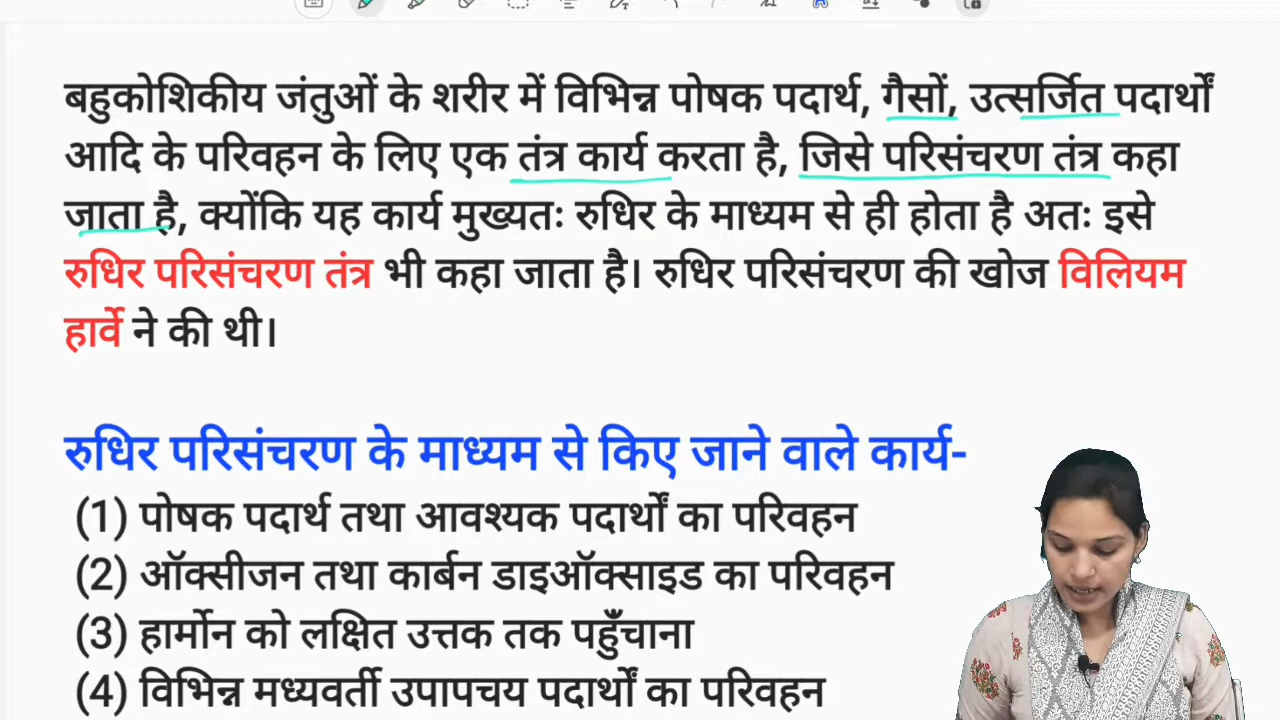 बहुकोशिकीय जंतुओं के शरीर में विभिन्न पोषक पदार्थ, गैसों, उत्सर्जित पदार्थों
आदि के परिवहन के लिए एक तंत्र कार्य करता है, जिसे परिसंचरण तंत्र कहा
जाता है, क्योंकि यह कार्य मुख्यतः रुधिर के माध्यम से ही होता है अतः इसे
रुधिर परिसंचरण तंत्र भी कहा जाता है। रुधिर परिसंचरण की खोज विलियम
हार्वे ने की थी।
रुधिर परिसंचरण के माध्यम से किए जाने वाले कार्य-
(1) पोषक पदार्थ तथा आवश्यक पदार्थों का परिवहन
(2) ऑक्सीजन तथा कार्बन डाइऑक्साइड का परिवहन
(3) हार्मोन को लक्षित उत्तक तक पहुँचाना
(4) विभिन्न मध्यवर्ती उपापचय पदार्थों का परिवहन